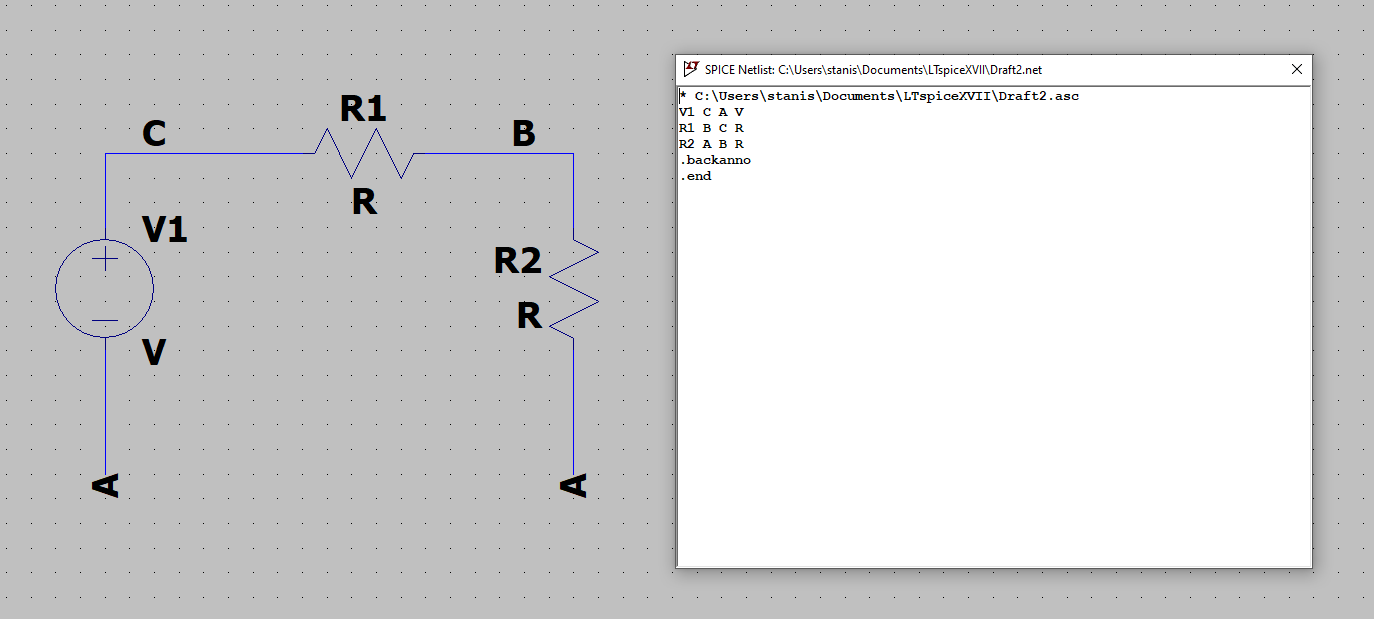 C
R1
B
R
V1
R2
R
V
A
A
SPICE Netlist: C:\Users\stanis\Documents\LTspiceXVII\Draft2.net
* C:\Users\stanis\Documents\LTspiceXVII\Draft2.asc
V1 C A V
R1 B C R
R2 A B R
.backanno
.end